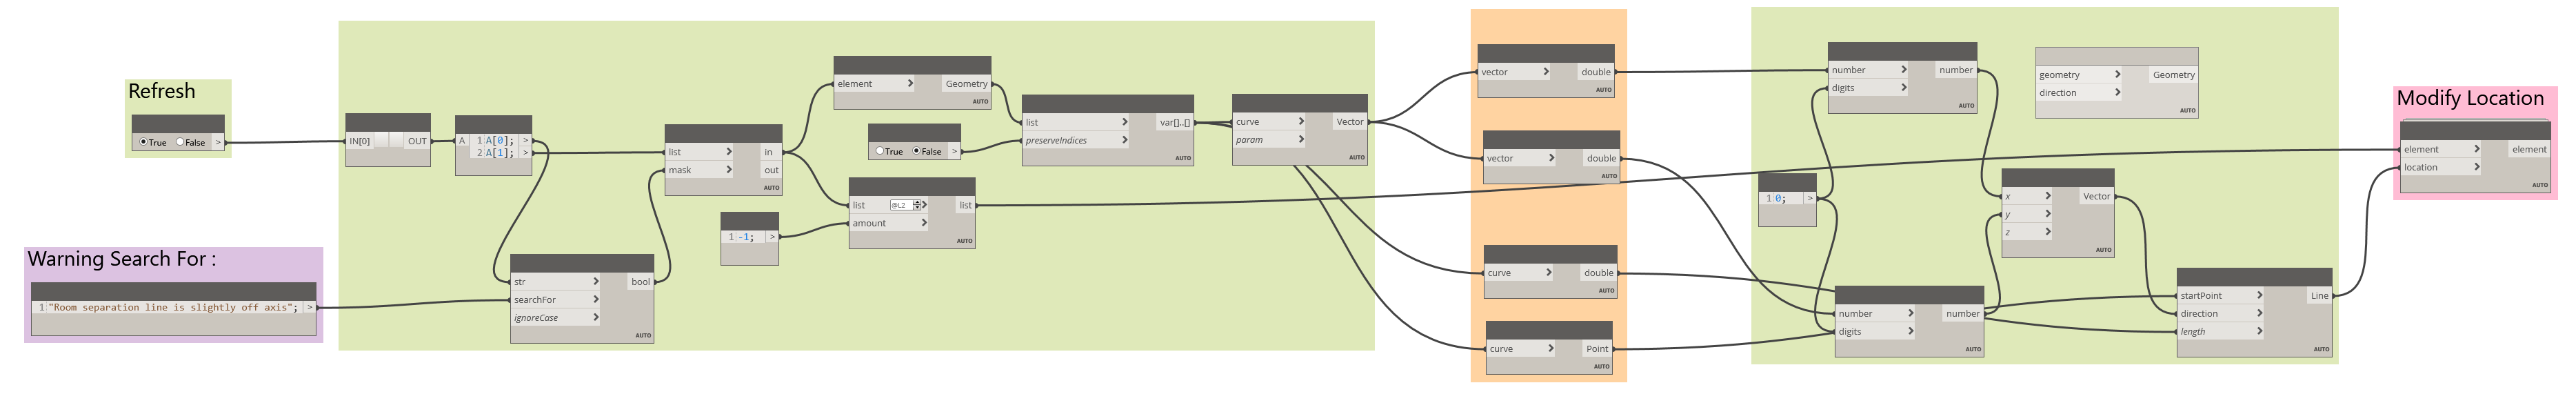 Refresh
True False >
IN[0] OUT
A 1 A[0]; >
2 A[1]; >
Warning Search For :
1 "Room separation line is slightly off axis"; >
str bool
searchFor
ignoreCase
AUTO
list in
mask out
AUTO
1 -1; >
element Geometry
AUTO
True False >
list @L2 list
amount
AUTO
list var[]..[]
preserveIndices
AUTO
curve Vector
param
AUTO
vector double
AUTO
vector double
AUTO
curve double
AUTO
curve Point
AUTO
1 0; >
number number
digits
AUTO
number number
digits
AUTO
geometry Geometry
direction
AUTO
x Vector
y
z
AUTO
startPoint Line
direction
length
AUTO
Modify Location
element element
location
AUTO